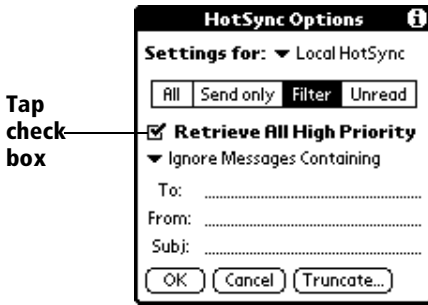 HotSync Options
Settings for: Local HotSync
All Send only Filter Unread
Tap check box
Retrieve All High Priority
Ignore Messages Containing
To:
From:
Subj:
OK Cancel Truncate...